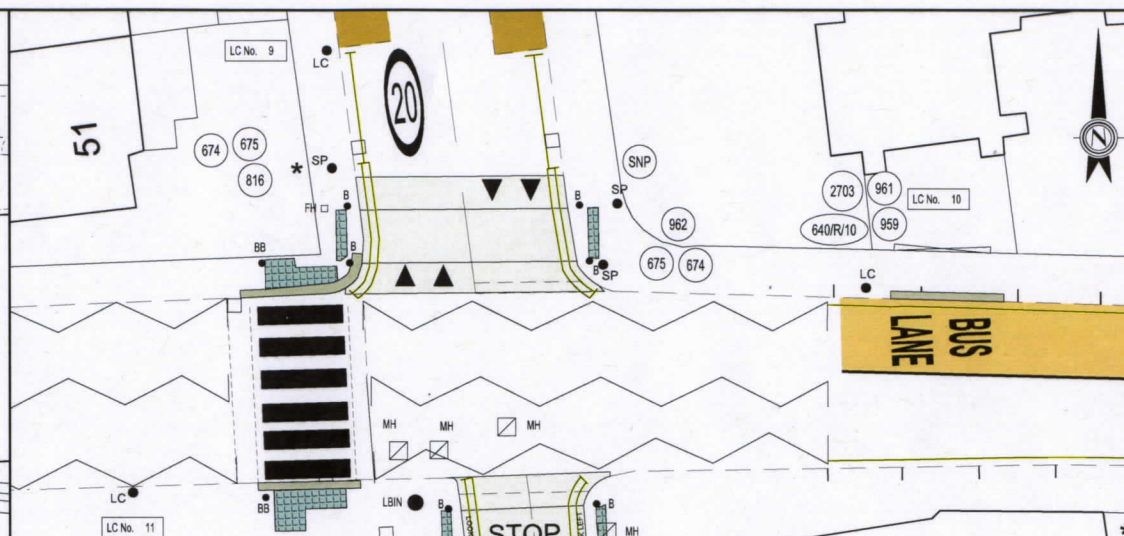 LC No. 9
LC
20
51
674
675
816
*
SP
SNP
SP
B
FH
B
2703
961
LC No. 10
640/R/10
959
962
BB
B
B
SP
675
674
LC
BUS
LANE
MH
MH
MH
LC
BB
LBIN
B
B
LC No. 11
STOP
LOOK
LEFT
MH